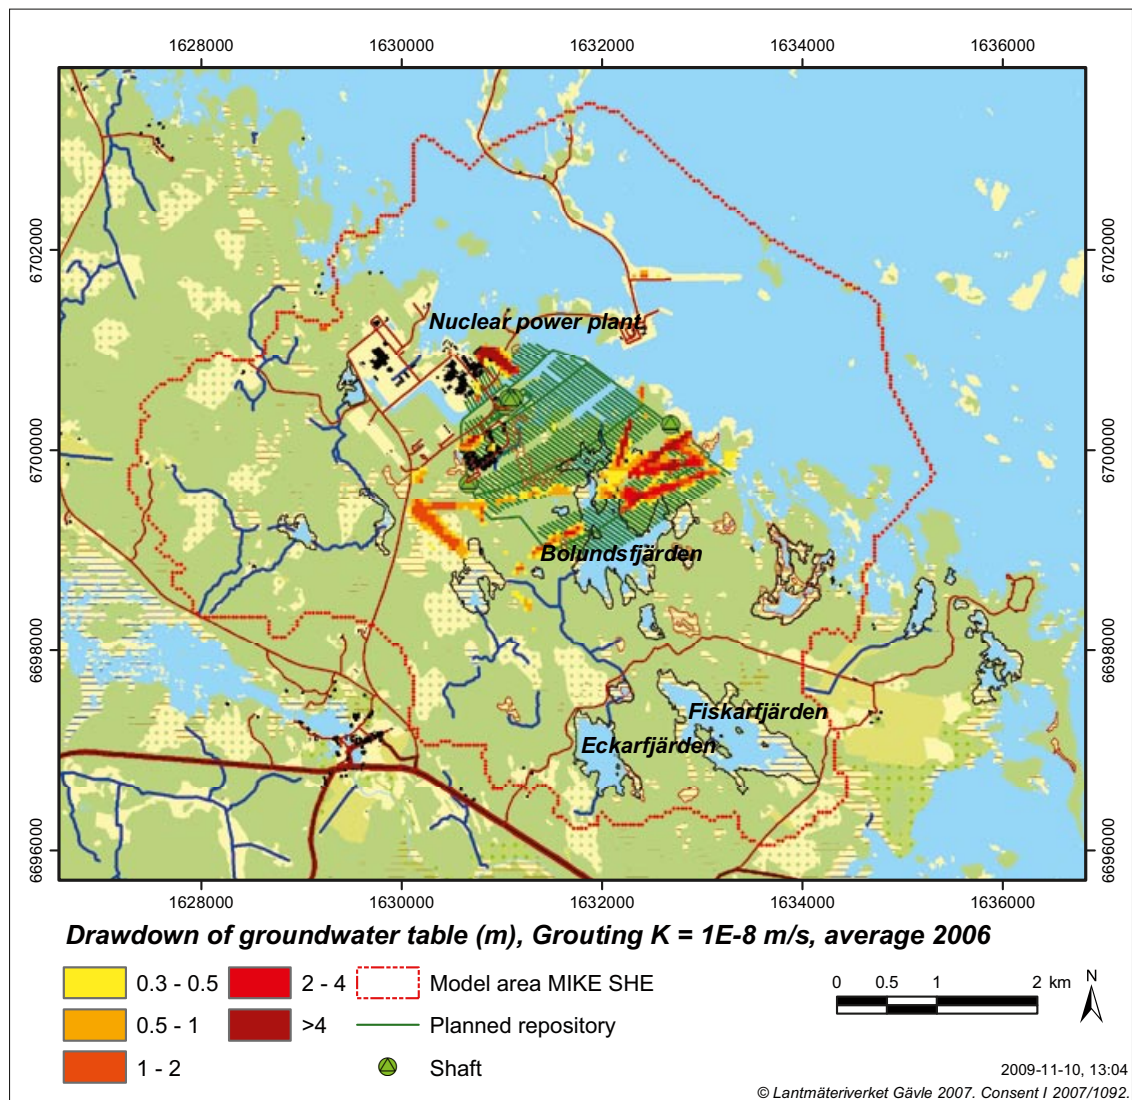 1628000 1630000 1632000 1634000 1636000
6702000 6702000
Nuclear power plant
6700000 6700000
Bolundsfjärden
6698000 6698000
Fiskarfjärden
Eckarfjärden
6696000 6696000
1628000 1630000 1632000 1634000 1636000
Drawdown of groundwater table (m), Grouting K = 1E-8 m/s, average 2006
0.3 - 0.5 2 - 4 Model area MIKE SHE
0.5 - 1 >4 Planned repository
1 - 2 Shaft
0 0.5 1 2 km N
2009-11-10, 13:04
© Lantmäteriverket Gävle 2007. Consent I 2007/1092.